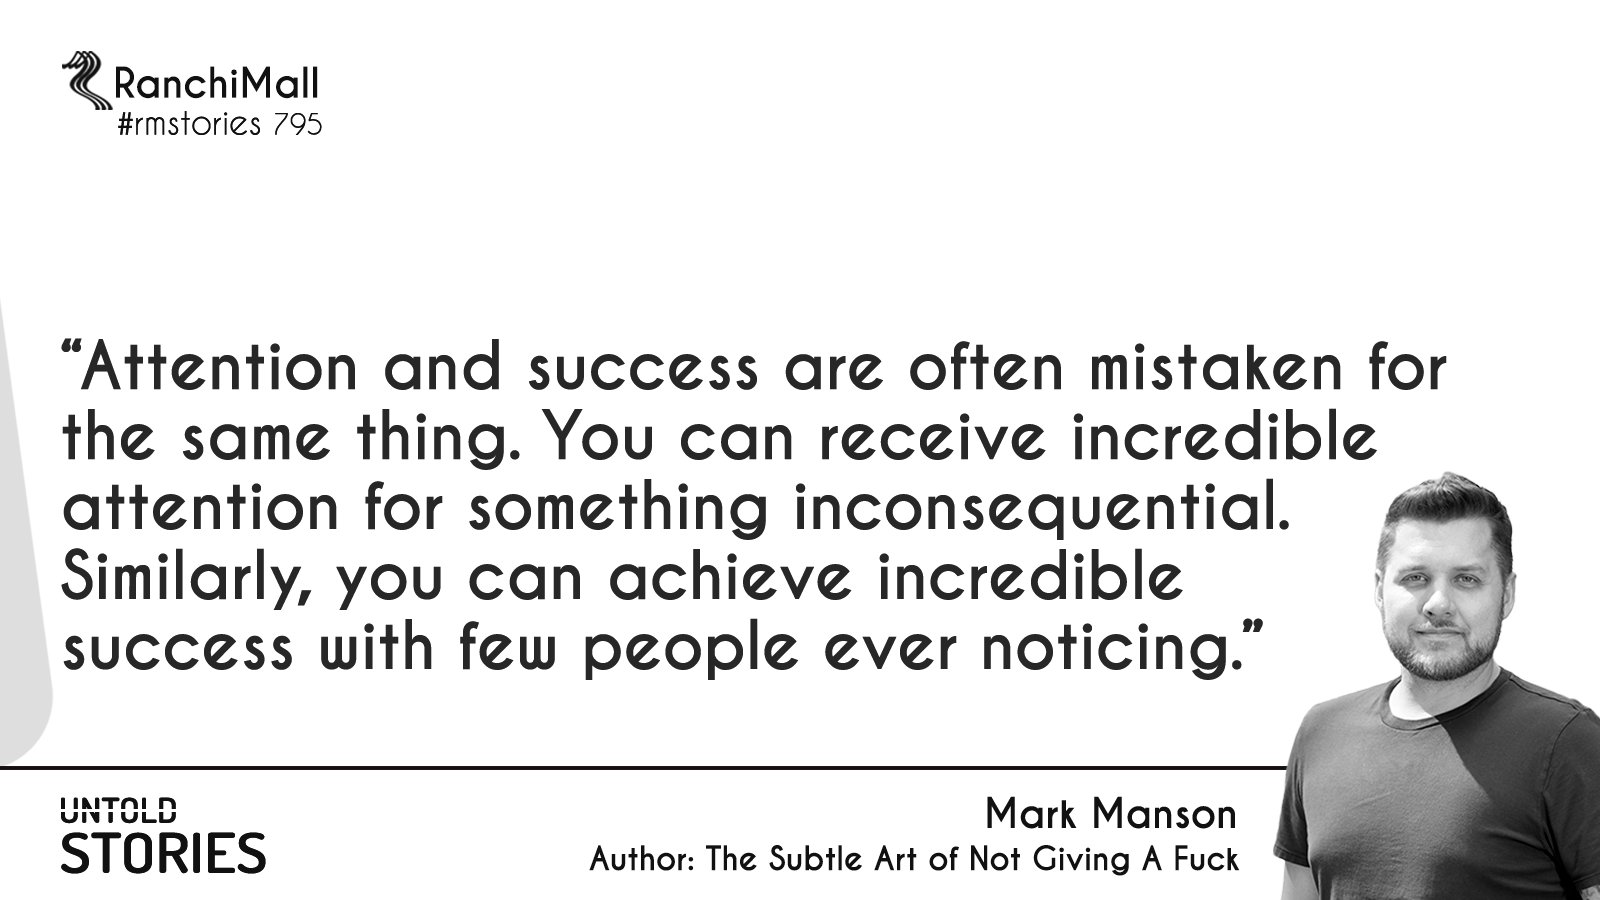 RanchiMall
#rmstories 795
“Attention and success are often mistaken for
the same thing. You can receive incredible
attention for something inconsequential.
Similarly, you can achieve incredible
success with few people ever noticing.”
UNTOLD
STORIES
Mark Manson
Author: The Subtle Art of Not Giving A Fuck